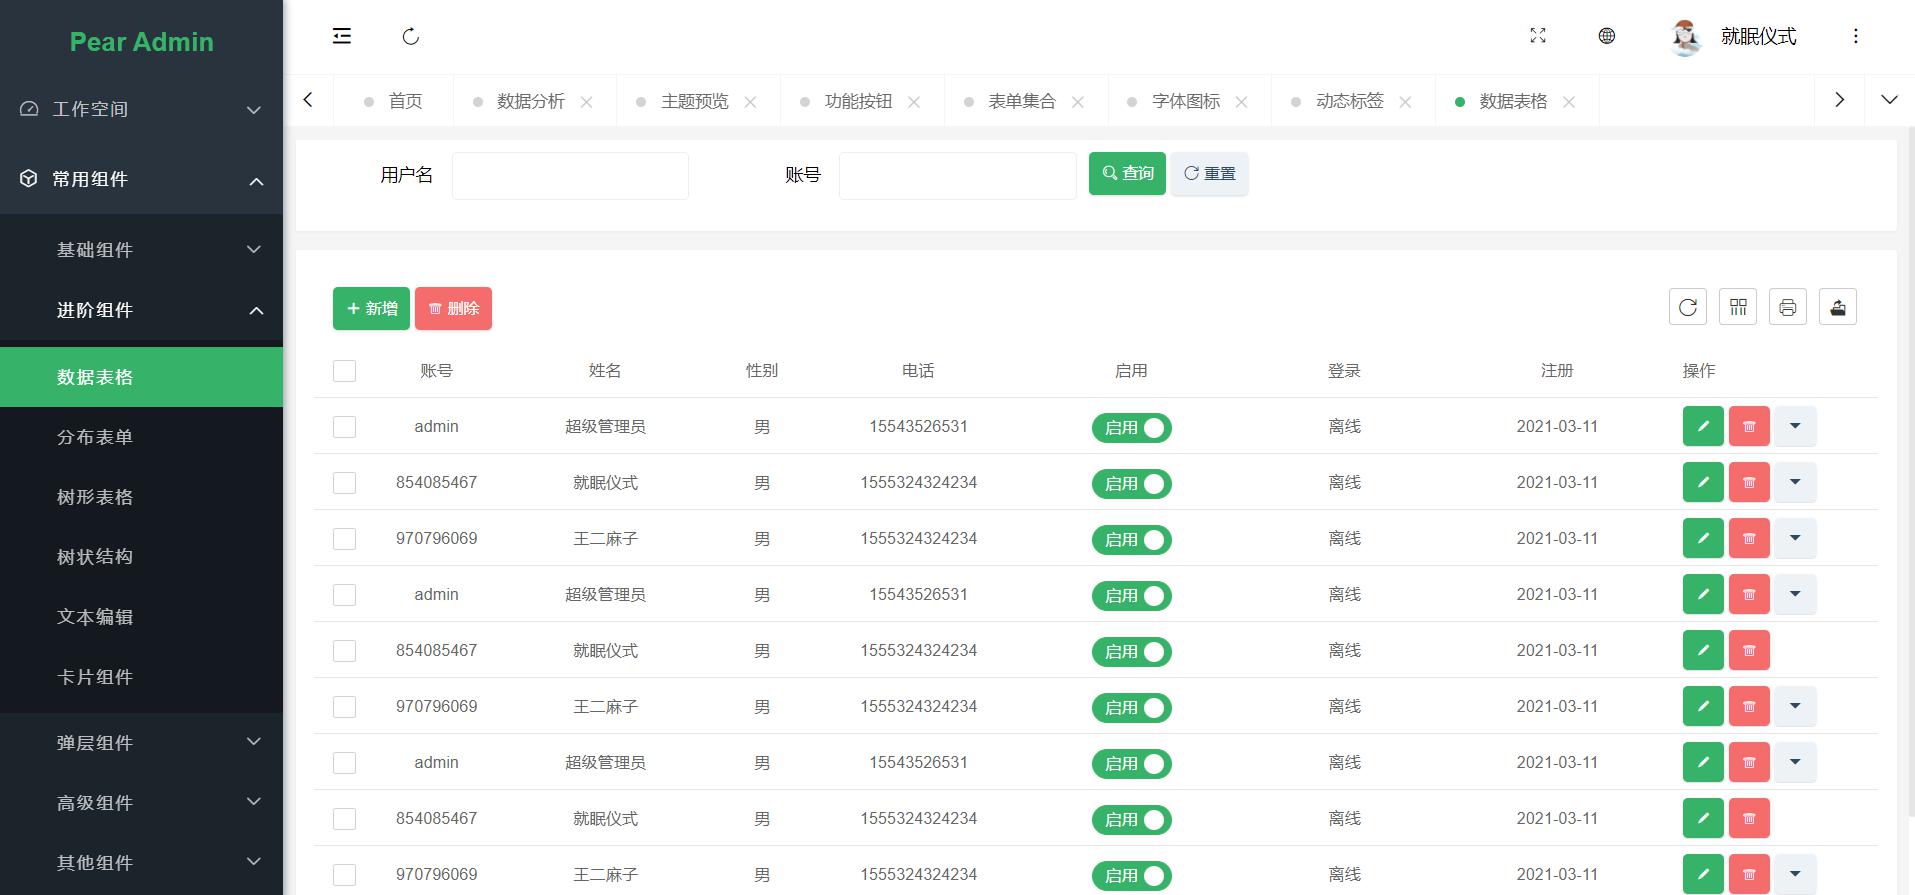 Pear Admin
工作空间
常用组件
基础组件
进阶组件
数据表格
分布表单
树形表格
树状结构
文本编辑
卡片组件
弹层组件
高级组件
其他组件
就眠仪式
首页 数据分析 主题预览 功能按钮 表单集合 字体图标 动态标签 数据表格
用户名 账号 查询 重置
新增 删除
账号 姓名 性别 电话 启用 登录 注册 操作
admin 超级管理员 男 15543526531 启用 离线 2021-03-11
854085467 就眠仪式 男 1555324324234 启用 离线 2021-03-11
970796069 王二麻子 男 1555324324234 启用 离线 2021-03-11
admin 超级管理员 男 15543526531 启用 离线 2021-03-11
854085467 就眠仪式 男 1555324324234 启用 离线 2021-03-11
970796069 王二麻子 男 1555324324234 启用 离线 2021-03-11
admin 超级管理员 男 15543526531 启用 离线 2021-03-11
854085467 就眠仪式 男 1555324324234 启用 离线 2021-03-11
970796069 王二麻子 男 1555324324234 启用 离线 2021-03-11